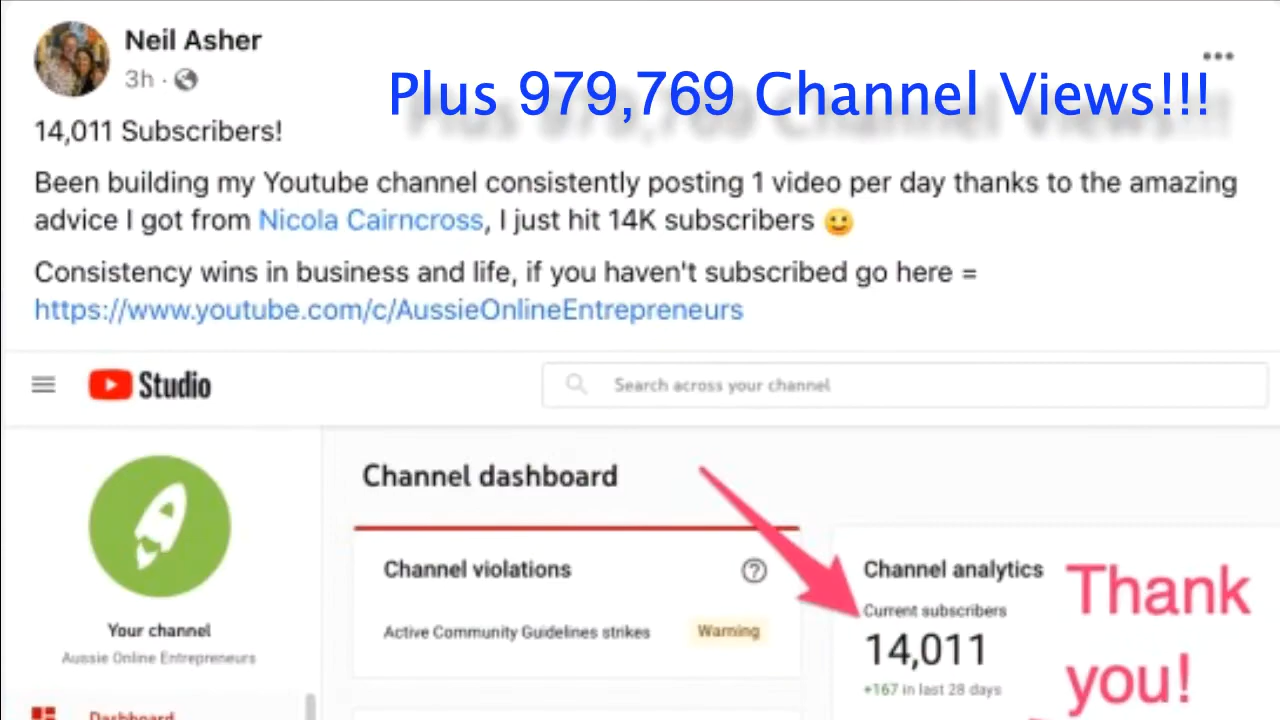 Neil Asher
3h ·
Plus 979,769 Channel Views!!!
14,011 Subscribers!
Been building my Youtube channel consistently posting 1 video per day thanks to the amazing
advice I got from Nicola Cairncross, I just hit 14K subscribers 🙂
Consistency wins in business and life, if you haven't subscribed go here =
https://www.youtube.com/c/AussieOnlineEntrepreneurs
Studio
Search across your channel
Channel dashboard
Channel violations
Active Community Guidelines strikes
Warning
Channel analytics
Current subscribers
14,011
+167 in last 28 days
Thank
you!
Your channel
Aussie Online Entrepreneurs
Dashboard